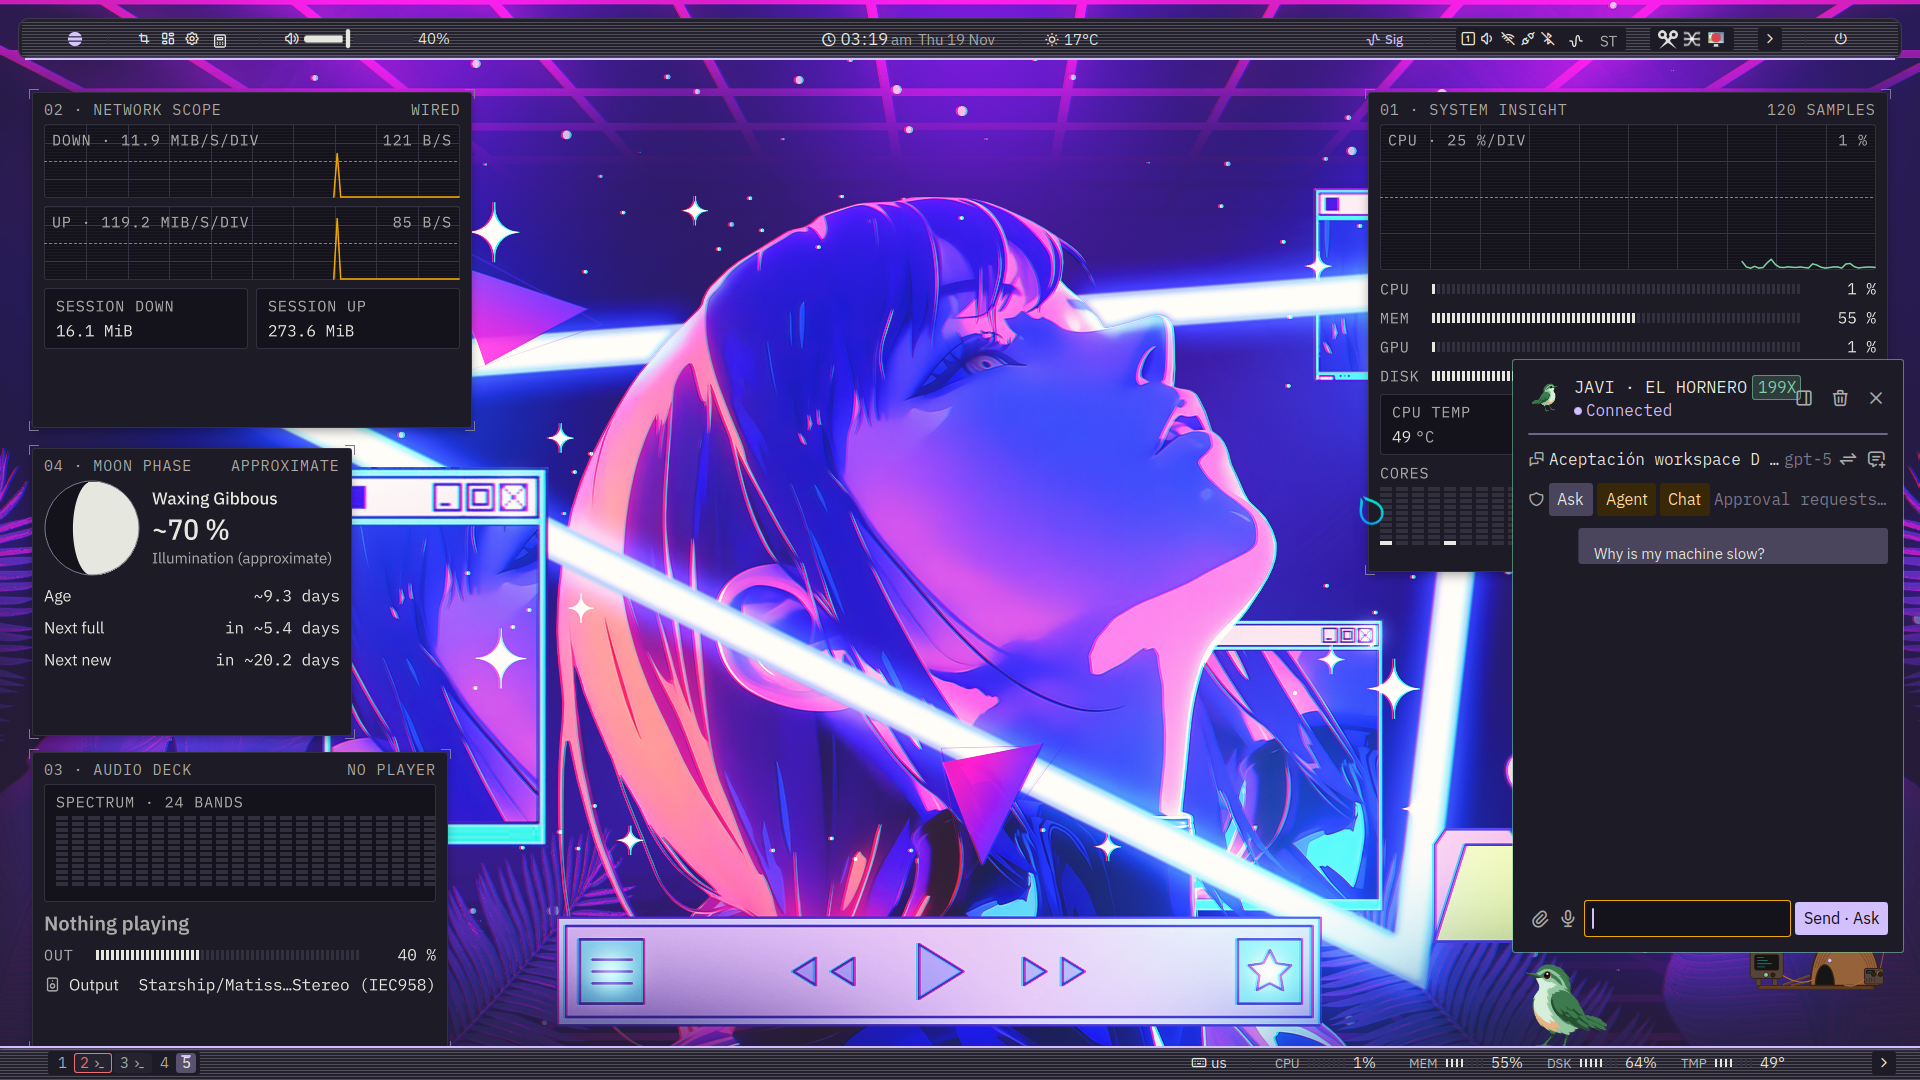 40%
03:19 am Thu 19 Nov
17°C
Sig
1
ST
02 · NETWORK SCOPE WIRED
DOWN · 11.9 MIB/S/DIV 121 B/S
UP · 119.2 MIB/S/DIV 85 B/S
SESSION DOWN
16.1 MiB
SESSION UP
273.6 MiB
04 · MOON PHASE APPROXIMATE
Waxing Gibbous
~70 %
Illumination (approximate)
Age ~9.3 days
Next full in ~5.4 days
Next new in ~20.2 days
03 · AUDIO DECK NO PLAYER
SPECTRUM · 24 BANDS
Nothing playing
OUT 40 %
Output Starship/Matiss…Stereo (IEC958)
01 · SYSTEM INSIGHT 120 SAMPLES
CPU · 25 %/DIV 1 %
CPU 1 %
MEM 55 %
GPU 1 %
DISK
CPU TEMP
49 °C
CORES
JAVI · EL HORNERO 199X
Connected
Aceptación workspace D … gpt-5
Ask Agent Chat Approval requests…
Why is my machine slow?
Send · Ask
1 2 3 4 5
us CPU 1% MEM 55% DSK 64% TMP 49°